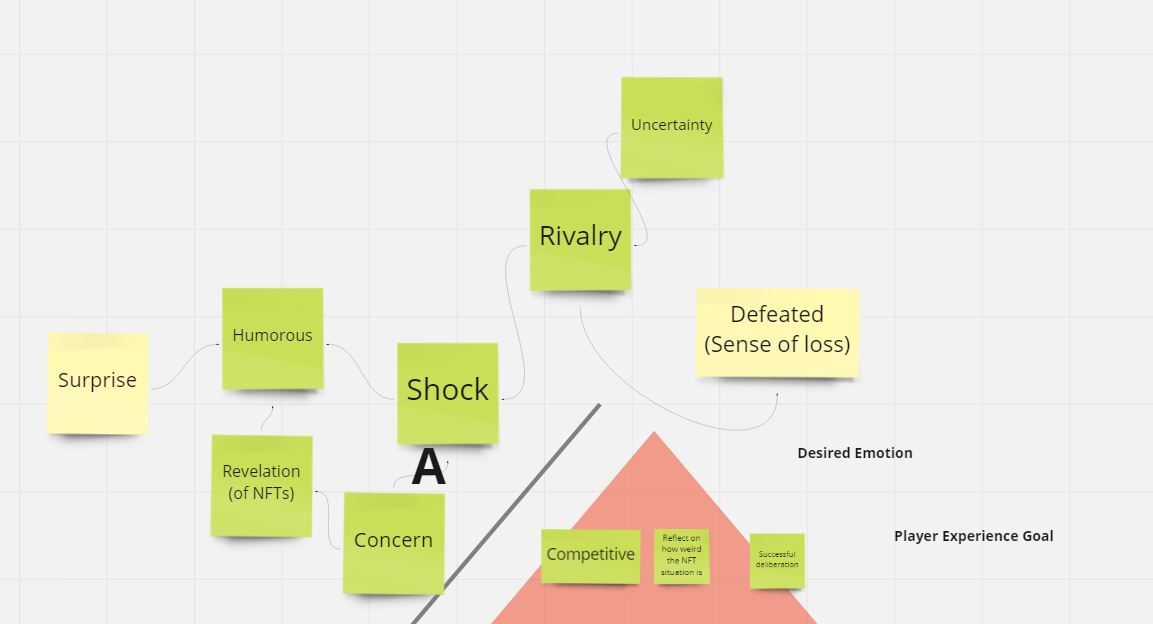 Uncertainty
Rivalry
Defeated
(Sense of loss)
Humorous
Surprise
Shock
A
Revelation
(of NFTs)
Concern
Desired Emotion
Player Experience Goal
Competitive
Reflect on
how weird
the NFT
situation is
Successful
deliberation